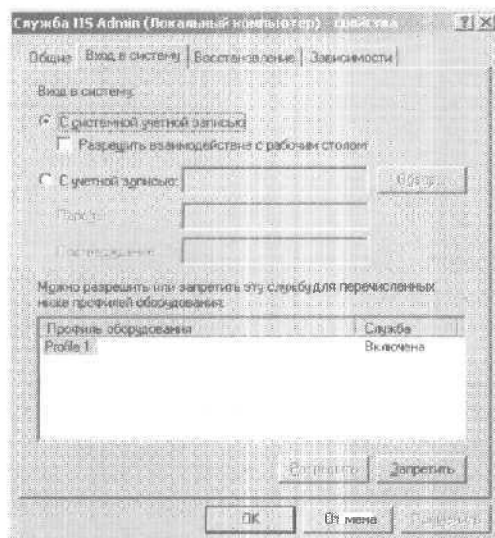 Служба IIS Admin (Локальный компьютер) - свойства
Общие Вход в систему Восстановление Зависимости
Вход в систему:
С системной учетной записью
Разрешить взаимодействие с рабочим столом
С учетной записью: Обзор...
Пароль:
Подтверждение:
Можно разрешить или запретить эту службу для перечисленных
ниже профилей оборудования:
Профиль оборудования Служба
Profile 1 Включена
Разрешить Запретить
OK Отмена Применить